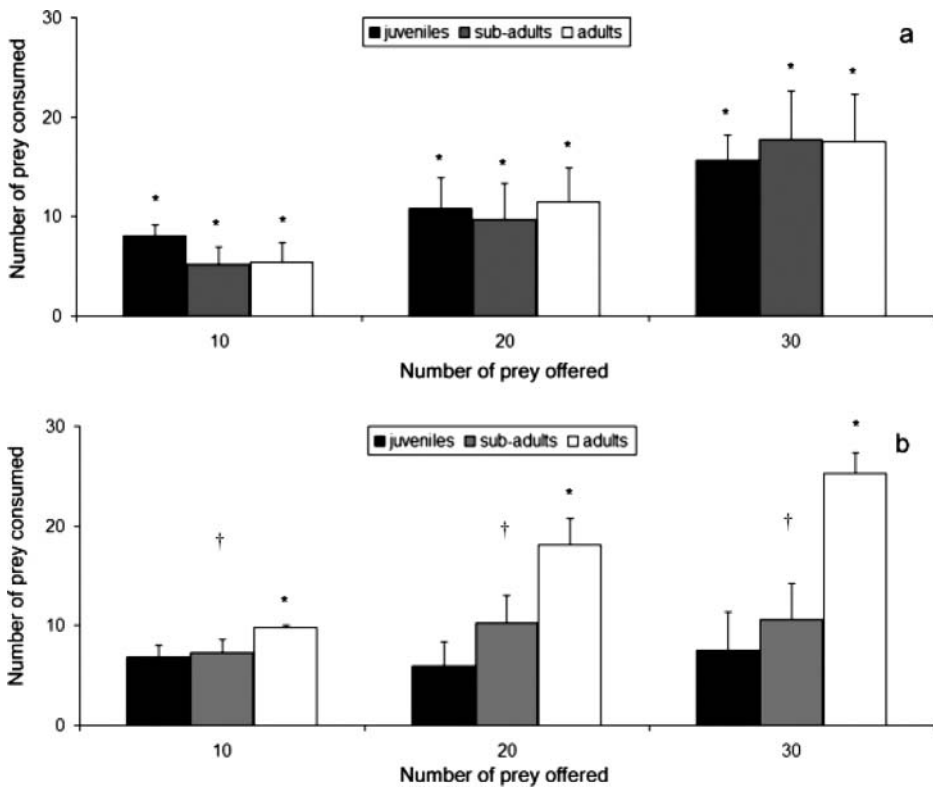 30
juveniles sub-adults adults
a
Number of prey consumed
20
10
0
* * * * * * * * *
10 20 30
Number of prey offered
30
juveniles sub-adults adults
b
Number of prey consumed
20
10
0
† * † * † *
10 20 30
Number of prey offered